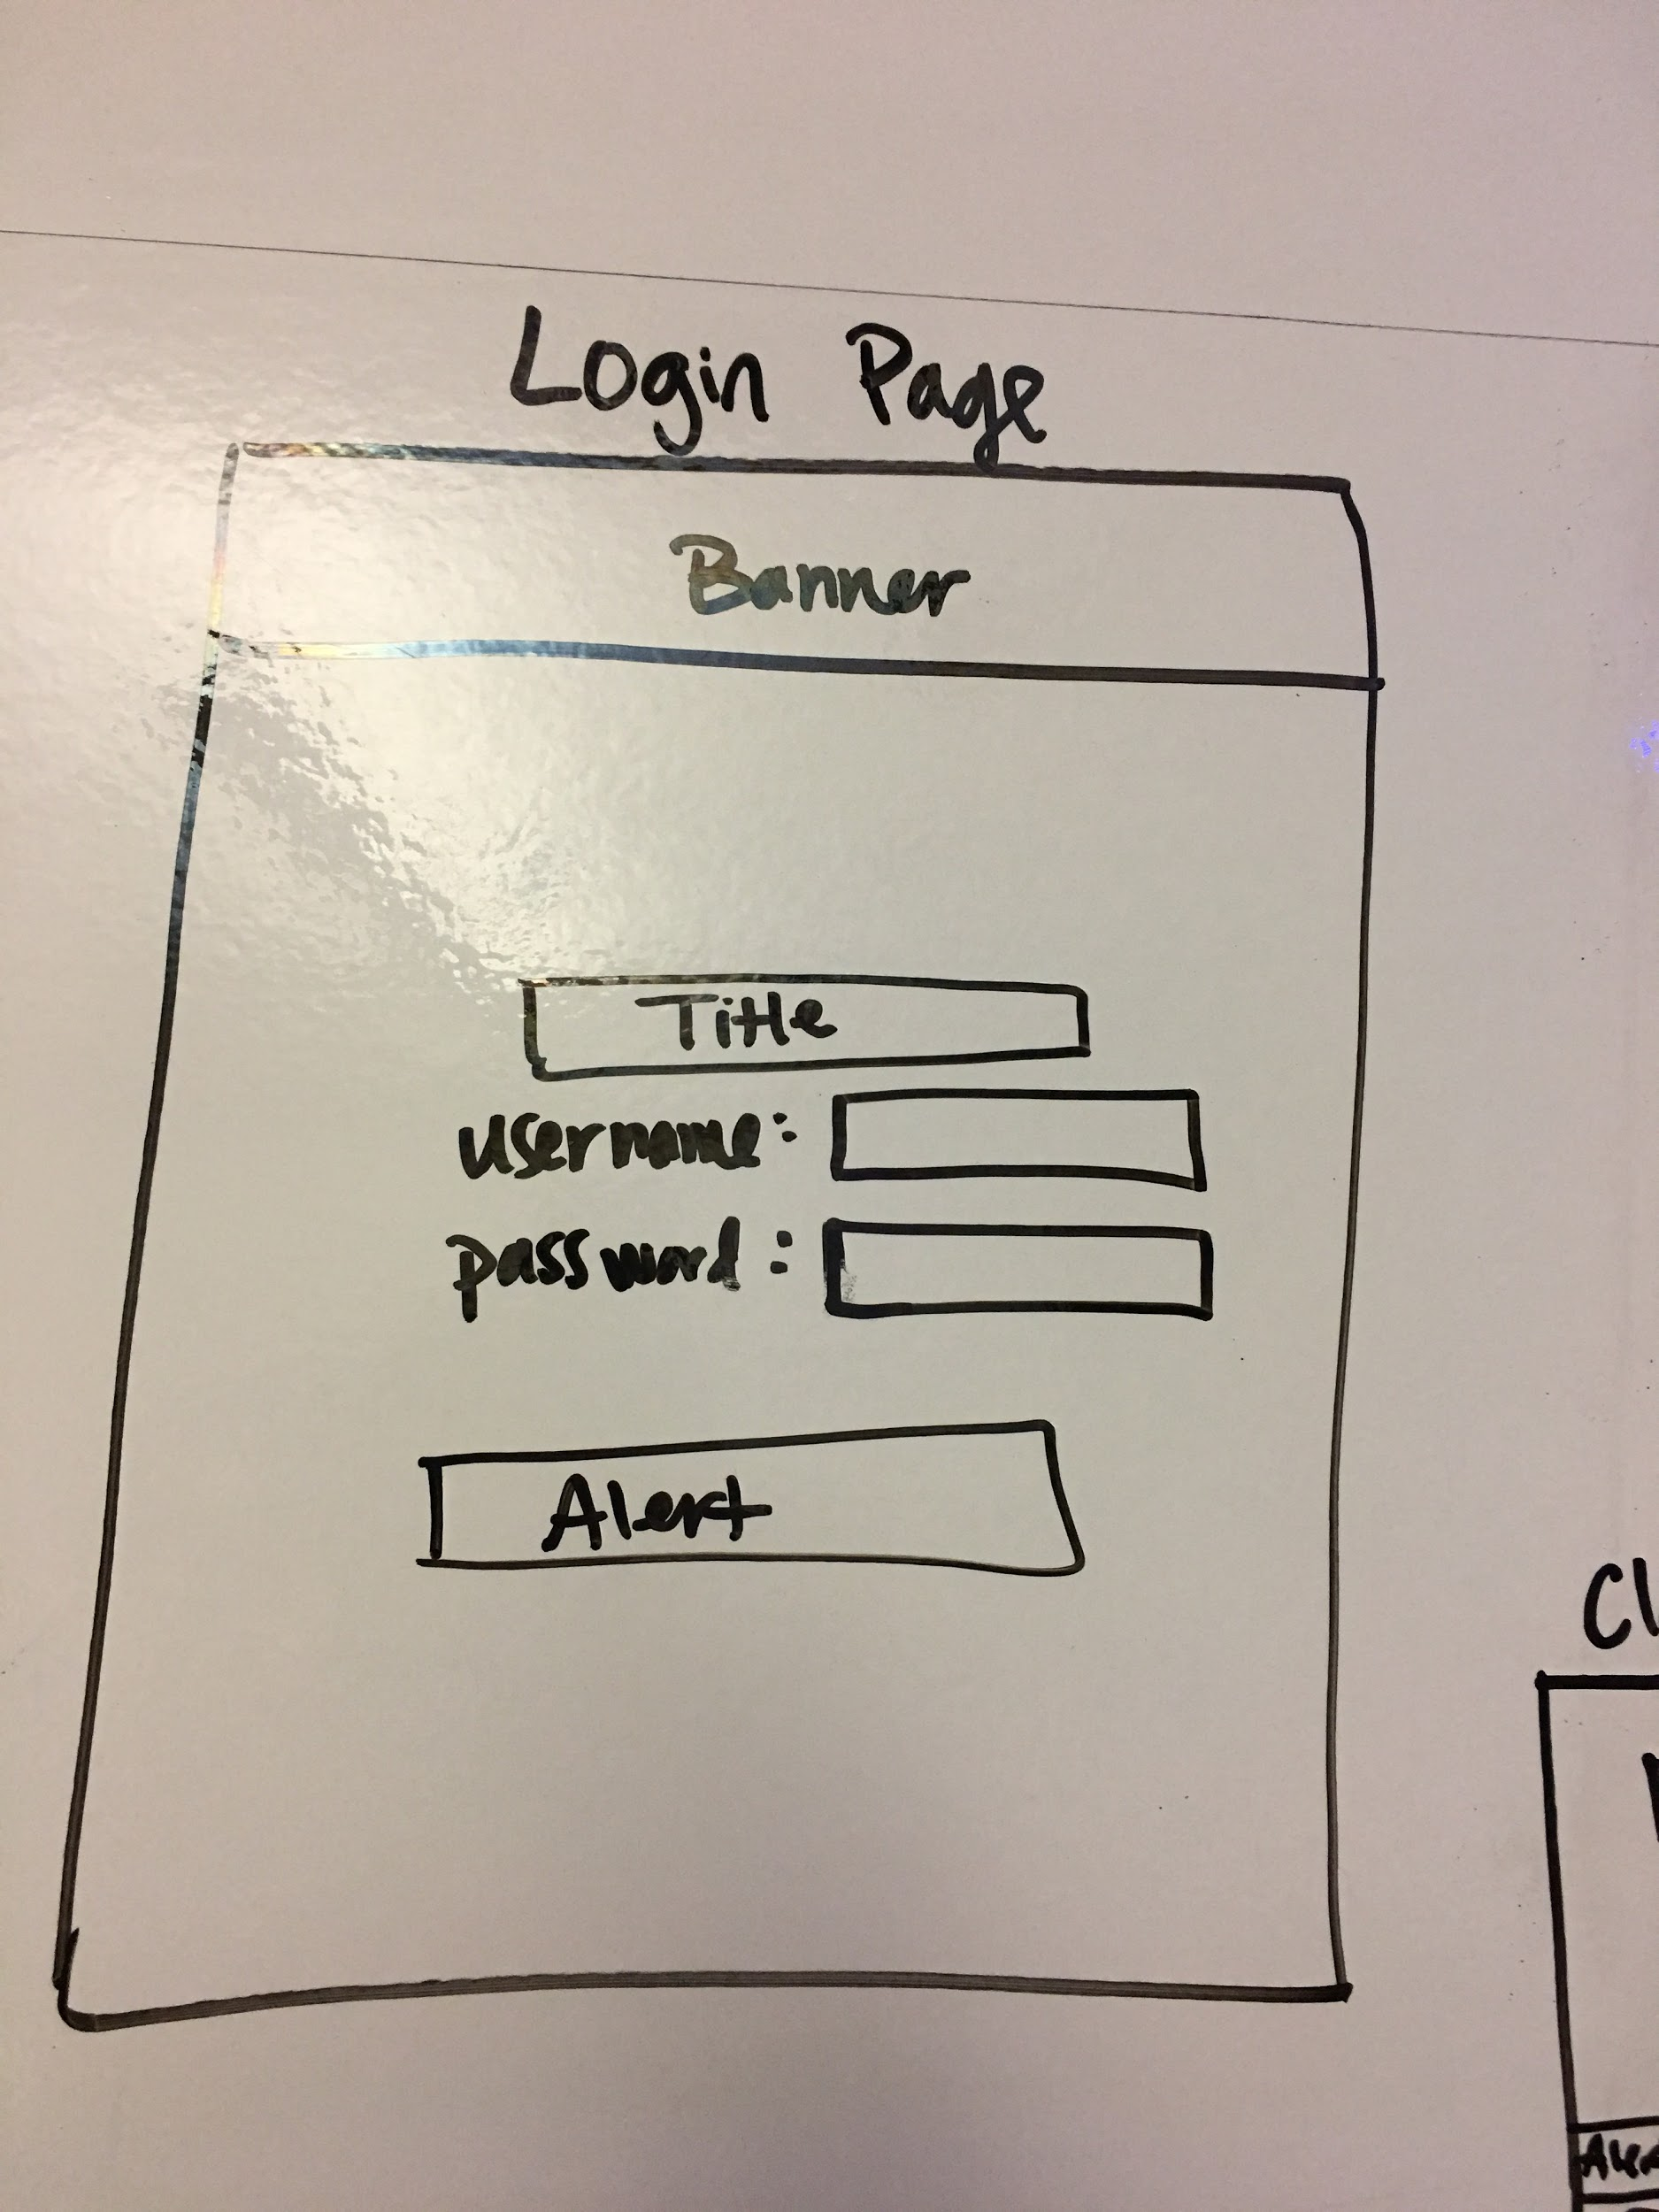 Login Page
Banner
Title
username:
password:
Alert